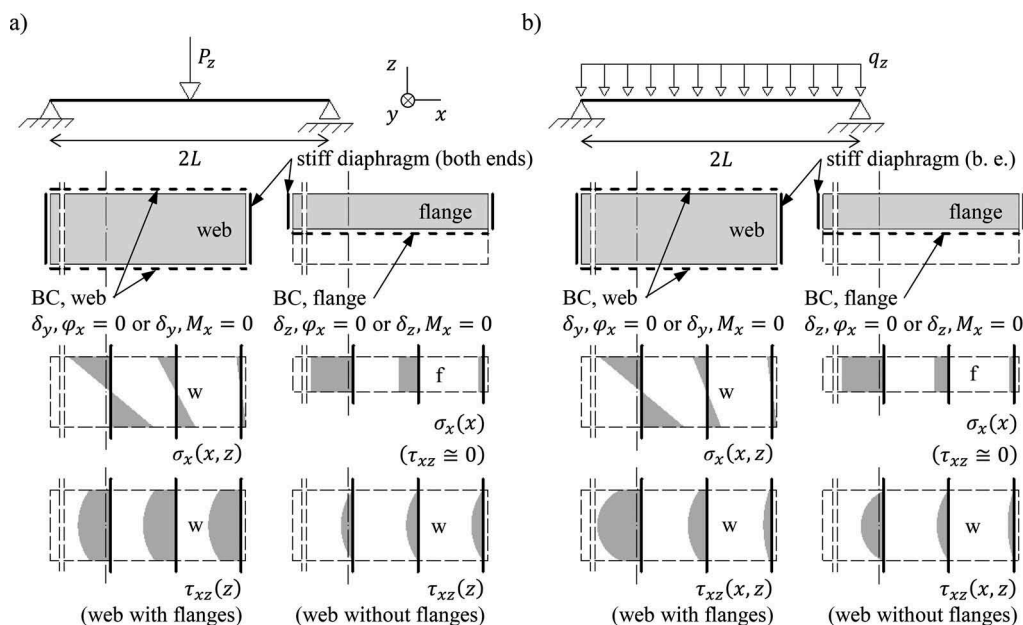 a)
P_z
z
y
x
2L
stiff diaphragm (both ends)
web
flange
BC, web
BC, flange
δ_y, φ_x = 0 or δ_y, M_x = 0
δ_z, φ_x = 0 or δ_z, M_x = 0
w
f
σ_x(x)
σ_x(x, z)
(τ_xz ≅ 0)
w
w
τ_xz(z)
τ_xz(z)
(web with flanges)
(web without flanges)
b)
q_z
2L
stiff diaphragm (b. e.)
web
flange
BC, web
BC, flange
δ_y, φ_x = 0 or δ_y, M_x = 0
δ_z, φ_x = 0 or δ_z, M_x = 0
w
f
σ_x(x)
σ_x(x, z)
(τ_xz ≅ 0)
w
w
τ_xz(x, z)
τ_xz(x, z)
(web with flanges)
(web without flanges)